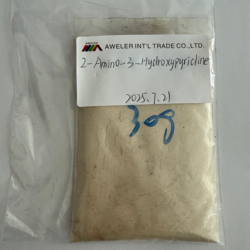 AWELER INT'L TRADE CO.,LTD.
2-Amino-3-Hydroxypyridine
2025.7.21
30g